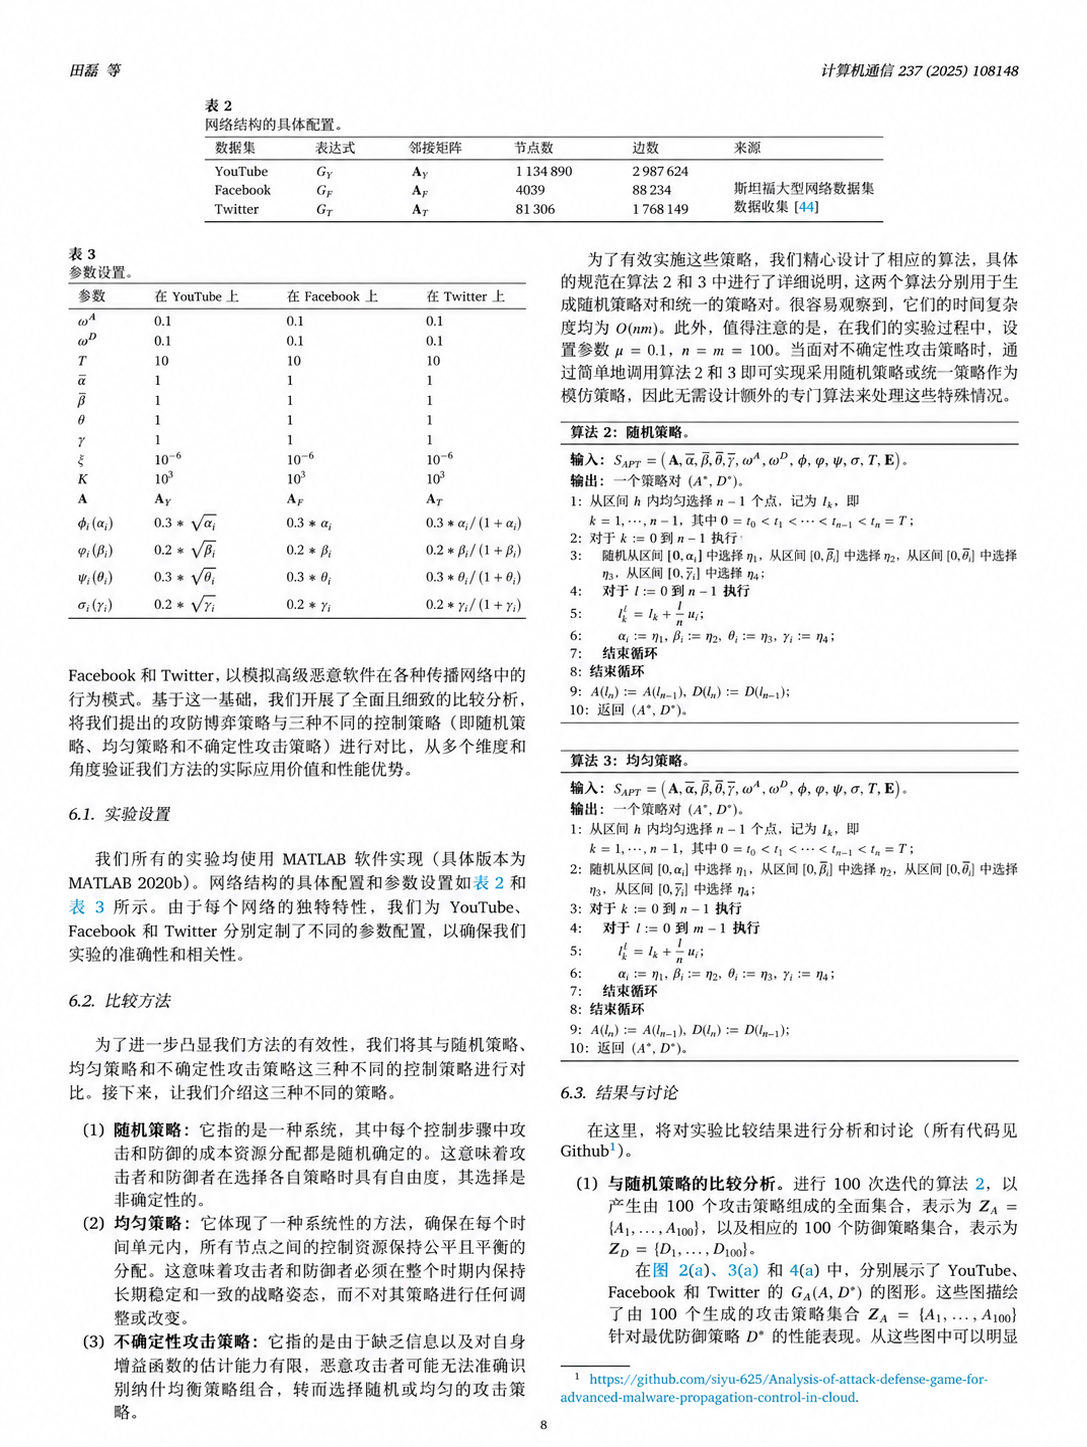 田磊 等
计算机通信 237 (2025) 108148
表 2
网络结构的具体配置。
数据集 表达式 邻接矩阵 节点数 边数 来源
YouTube G_Y A_Y 1 134 890 2 987 624
Facebook G_F A_F 4039 88 234 斯坦福大型网络数据集
Twitter G_T A_T 81 306 1 768 149 数据收集 [44]
表 3
参数设置。
参数 在 YouTube 上 在 Facebook 上 在 Twitter 上
ω^A 0.1 0.1 0.1
ω^D 0.1 0.1 0.1
T 10 10 10
α̅ 1 1 1
β̅ 1 1 1
θ 1 1 1
γ 1 1 1
ξ 10^−6 10^−6 10^−6
K 10^3 10^3 10^3
A A_Y A_F A_T
ϕ_i(α_i) 0.3 * √α_i 0.3 * α_i 0.3 * α_i/(1 + α_i)
φ_i(β_i) 0.2 * √β_i 0.2 * β_i 0.2 * β_i/(1 + β_i)
ψ_i(θ_i) 0.3 * √θ_i 0.3 * θ_i 0.3 * θ_i/(1 + θ_i)
σ_i(γ_i) 0.2 * √γ_i 0.2 * γ_i 0.2 * γ_i/(1 + γ_i)
Facebook 和 Twitter，以模拟高级恶意软件在各种传播网络中的
行为模式。基于这一基础，我们开展了全面且细致的比较分析，
将我们提出的攻防博弈策略与三种不同的控制策略（即随机策
略、均匀策略和不确定性攻击策略）进行对比，从多个维度和
角度验证我们方法的实际应用价值和性能优势。
6.1. 实验设置
我们所有的实验均使用 MATLAB 软件实现（具体版本为
MATLAB 2020b）。网络结构的具体配置和参数设置如表 2 和
表 3 所示。由于每个网络的独特特性，我们为 YouTube、
Facebook 和 Twitter 分别定制了不同的参数配置，以确保我们
实验的准确性和相关性。
6.2. 比较方法
为了进一步凸显我们方法的有效性，我们将其与随机策略、
均匀策略和不确定性攻击策略这三种不同的控制策略进行对
比。接下来，让我们介绍这三种不同的策略。
(1) 随机策略：它指的是一种系统，其中每个控制步骤中攻
击和防御的成本资源分配都是随机确定的。这意味着攻
击者和防御者在选择各自策略时具有自由度，其选择是
非确定性的。
(2) 均匀策略：它体现了一种系统性的方法，确保在每个时
间单元内，所有节点之间的控制资源保持公平且平衡的
分配。这意味着攻击者和防御者必须在整个时期内保持
长期稳定和一致的战略姿态，而不对其策略进行任何调
整或改变。
(3) 不确定性攻击策略：它指的是由于缺乏信息以及对自身
增益函数的估计能力有限，恶意攻击者可能无法准确识
别纳什均衡策略组合，转而选择随机或均匀的攻击策
略。
为了有效实施这些策略，我们精心设计了相应的算法，具体
的规范在算法 2 和 3 中进行了详细说明，这两个算法分别用于生
成随机策略对和统一的策略对。很容易观察到，它们的时间复杂
度均为 O(nm)。此外，值得注意的是，在我们的实验过程中，设
置参数 μ = 0.1，n = m = 100。当面对不确定性攻击策略时，通
过简单地调用算法 2 和 3 即可实现采用随机策略或统一策略作为
模仿策略，因此无需设计额外的专门算法来处理这些特殊情况。
算法 2：随机策略。
输入：S_APT = (A, α̅, β̅, θ̅, γ̅, ω^A, ω^D, ϕ, φ, ψ, σ, T, E)。
输出：一个策略对 (A*, D*)。
1: 从区间 h 内均匀选择 n − 1 个点，记为 l_k，即
k = 1, ⋯, n − 1，其中 0 = t_0 < t_1 < ⋯ < t_{n−1} < t_n = T；
2: 对于 k := 0 到 n − 1 执行
3: 随机从区间 [0, α_i] 中选择 η_1，从区间 [0, β̅_i] 中选择 η_2，从区间 [0, θ̅_i] 中选择
η_3，从区间 [0, γ̅_i] 中选择 η_4；
4: 对于 l := 0 到 n − 1 执行
5: l_k^l = l_k + l/n u_i;
6: α_i := η_1, β_i := η_2, θ_i := η_3, γ_i := η_4；
7: 结束循环
8: 结束循环
9: A(l_n) := A(l_{n−1}), D(l_n) := D(l_{n−1});
10: 返回 (A*, D*)。
算法 3：均匀策略。
输入：S_APT = (A, α̅, β̅, θ̅, γ̅, ω^A, ω^D, ϕ, φ, ψ, σ, T, E)。
输出：一个策略对 (A*, D*)。
1: 从区间 h 内均匀选择 n − 1 个点，记为 l_k，即
k = 1, ⋯, n − 1，其中 0 = t_0 < t_1 < ⋯ < t_{n−1} < t_n = T；
2: 随机从区间 [0, α_i] 中选择 η_1，从区间 [0, β̅_i] 中选择 η_2，从区间 [0, θ̅_i] 中选择
η_3，从区间 [0, γ̅_i] 中选择 η_4；
3: 对于 k := 0 到 n − 1 执行
4: 对于 l := 0 到 m − 1 执行
5: l_k^l = l_k + l/n u_i;
6: α_i := η_1, β_i := η_2, θ_i := η_3, γ_i := η_4；
7: 结束循环
8: 结束循环
9: A(l_n) := A(l_{n−1}), D(l_n) := D(l_{n−1});
10: 返回 (A*, D*)。
6.3. 结果与讨论
在这里，将对实验比较结果进行分析和讨论（所有代码见
Github¹）。
(1) 与随机策略的比较分析。进行 100 次迭代的算法 2，以
产生由 100 个攻击策略组成的全面集合，表示为 Z_A =
{A_1, …, A_100}，以及相应的 100 个防御策略集合，表示为
Z_D = {D_1, …, D_100}。
在图 2(a)、3(a) 和 4(a) 中，分别展示了 YouTube、
Facebook 和 Twitter 的 G_A(A, D*) 的图形。这些图描绘
了由 100 个生成的攻击策略集合 Z_A = {A_1, …, A_100}
针对最优防御策略 D* 的性能表现。从这些图中可以明显
1 https://github.com/siyu-625/Analysis-of-attack-defense-game-for-
advanced-malware-propagation-control-in-cloud.
8